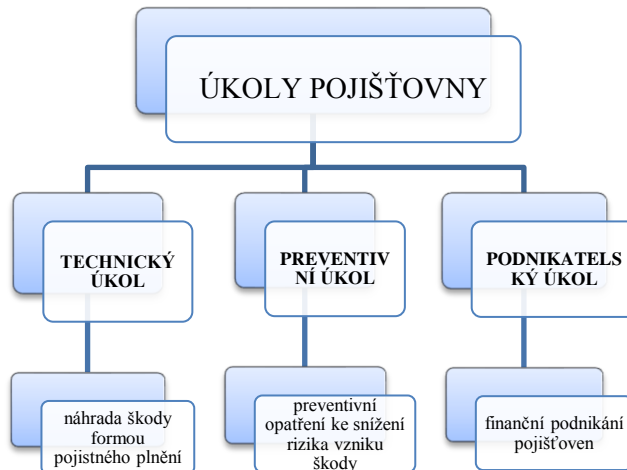 ÚKOLY POJIŠŤOVNY
TECHNICKÝ
ÚKOL
PREVENTIV
NÍ ÚKOL
PODNIKATELS
KÝ ÚKOL
náhrada škody
formou
pojistného plnění
preventivní
opatření ke snížení
rizika vzniku
škody
finanční podnikání
pojišťoven